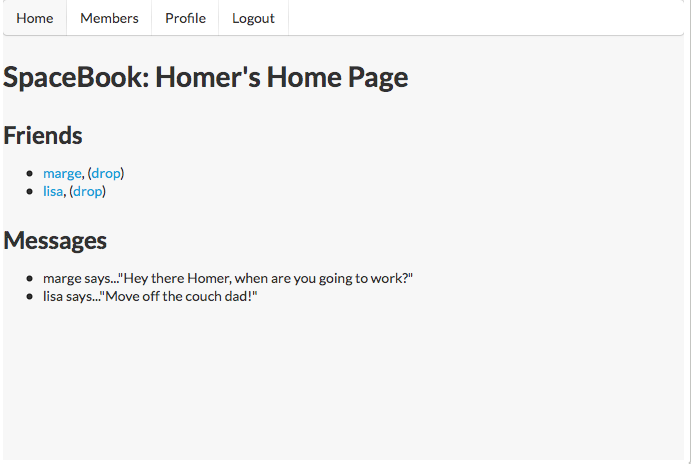 Home Members Profile Logout
SpaceBook: Homer's Home Page
Friends
marge, (drop)
lisa, (drop)
Messages
marge says..."Hey there Homer, when are you going to work?"
lisa says..."Move off the couch dad!"